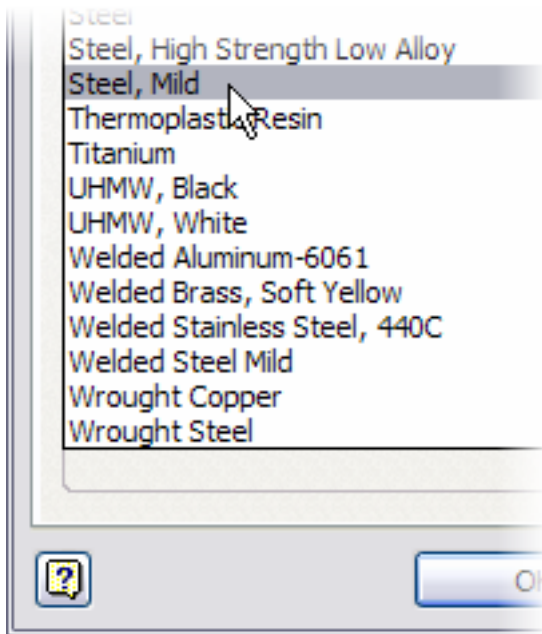 Steel
Steel, High Strength Low Alloy
Steel, Mild
Thermoplastic Resin
Titanium
UHMW, Black
UHMW, White
Welded Aluminum-6061
Welded Brass, Soft Yellow
Welded Stainless Steel, 440C
Welded Steel Mild
Wrought Copper
Wrought Steel
?